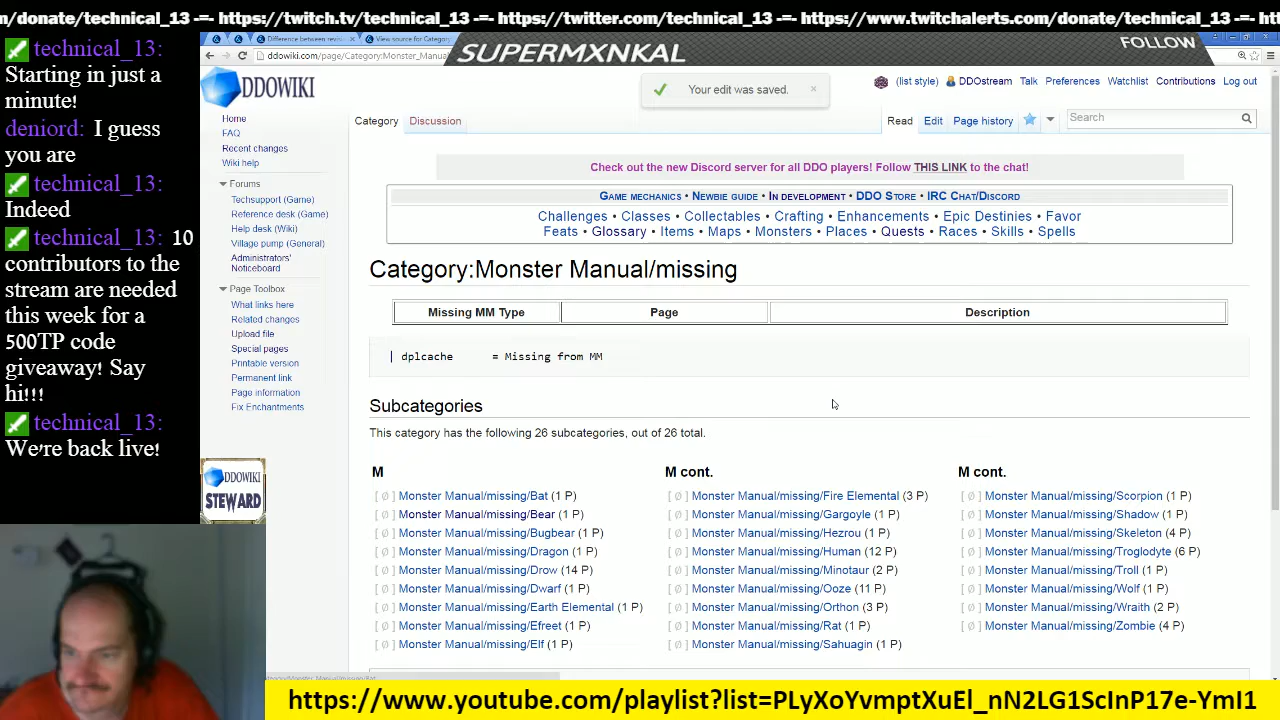 n/donate/technical_13 -=- https://twitch.tv/technical_13 -=- https://twitter.com/technical_13 -=- https://www.twitchalerts.com/donate/technical_13 -=- htt
technical_13:
Starting in just a
minute!
deniord: I guess
you are
technical_13:
Indeed
technical_13: 10
contributors to the
stream are needed
this week for a
500TP code
giveaway! Say
hi!!!
technical_13:
We're back live!
Difference between revis
View source for Categor
ddowiki.com/page/Category:Monster_Manua
SUPERMXNKAL
FOLLOW
DDOWIKI
Your edit was saved.
(list style) DDOstream Talk Preferences Watchlist Contributions Log out
Home
FAQ
Recent changes
Wiki help
Forums
Techsupport (Game)
Reference desk (Game)
Help desk (Wiki)
Village pump (General)
Administrators'
Noticeboard
Page Toolbox
What links here
Related changes
Upload file
Special pages
Printable version
Permanent link
Page information
Fix Enchantments
DDOWIKI
STEWARD
Category Discussion Read Edit Page history Search
Check out the new Discord server for all DDO players! Follow THIS LINK to the chat!
Game mechanics • Newbie guide • In development • DDO Store • IRC Chat/Discord
Challenges • Classes • Collectables • Crafting • Enhancements • Epic Destinies • Favor
Feats • Glossary • Items • Maps • Monsters • Places • Quests • Races • Skills • Spells
Category:Monster Manual/missing
Missing MM Type Page Description
| dplcache = Missing from MM
Subcategories
This category has the following 26 subcategories, out of 26 total.
M
[ Ø ] Monster Manual/missing/Bat (1 P)
[ Ø ] Monster Manual/missing/Bear (1 P)
[ Ø ] Monster Manual/missing/Bugbear (1 P)
[ Ø ] Monster Manual/missing/Dragon (1 P)
[ Ø ] Monster Manual/missing/Drow (14 P)
[ Ø ] Monster Manual/missing/Dwarf (1 P)
[ Ø ] Monster Manual/missing/Earth Elemental (1 P)
[ Ø ] Monster Manual/missing/Efreet (1 P)
[ Ø ] Monster Manual/missing/Elf (1 P)
M cont.
[ Ø ] Monster Manual/missing/Fire Elemental (3 P)
[ Ø ] Monster Manual/missing/Gargoyle (1 P)
[ Ø ] Monster Manual/missing/Hezrou (1 P)
[ Ø ] Monster Manual/missing/Human (12 P)
[ Ø ] Monster Manual/missing/Minotaur (2 P)
[ Ø ] Monster Manual/missing/Ooze (11 P)
[ Ø ] Monster Manual/missing/Orthon (3 P)
[ Ø ] Monster Manual/missing/Rat (1 P)
[ Ø ] Monster Manual/missing/Sahuagin (1 P)
M cont.
[ Ø ] Monster Manual/missing/Scorpion (1 P)
[ Ø ] Monster Manual/missing/Shadow (1 P)
[ Ø ] Monster Manual/missing/Skeleton (4 P)
[ Ø ] Monster Manual/missing/Troglodyte (6 P)
[ Ø ] Monster Manual/missing/Troll (1 P)
[ Ø ] Monster Manual/missing/Wolf (1 P)
[ Ø ] Monster Manual/missing/Wraith (2 P)
[ Ø ] Monster Manual/missing/Zombie (4 P)
https://www.youtube.com/playlist?list=PLyXoYvmptXuEl_nN2LG1ScInP17e-YmI1